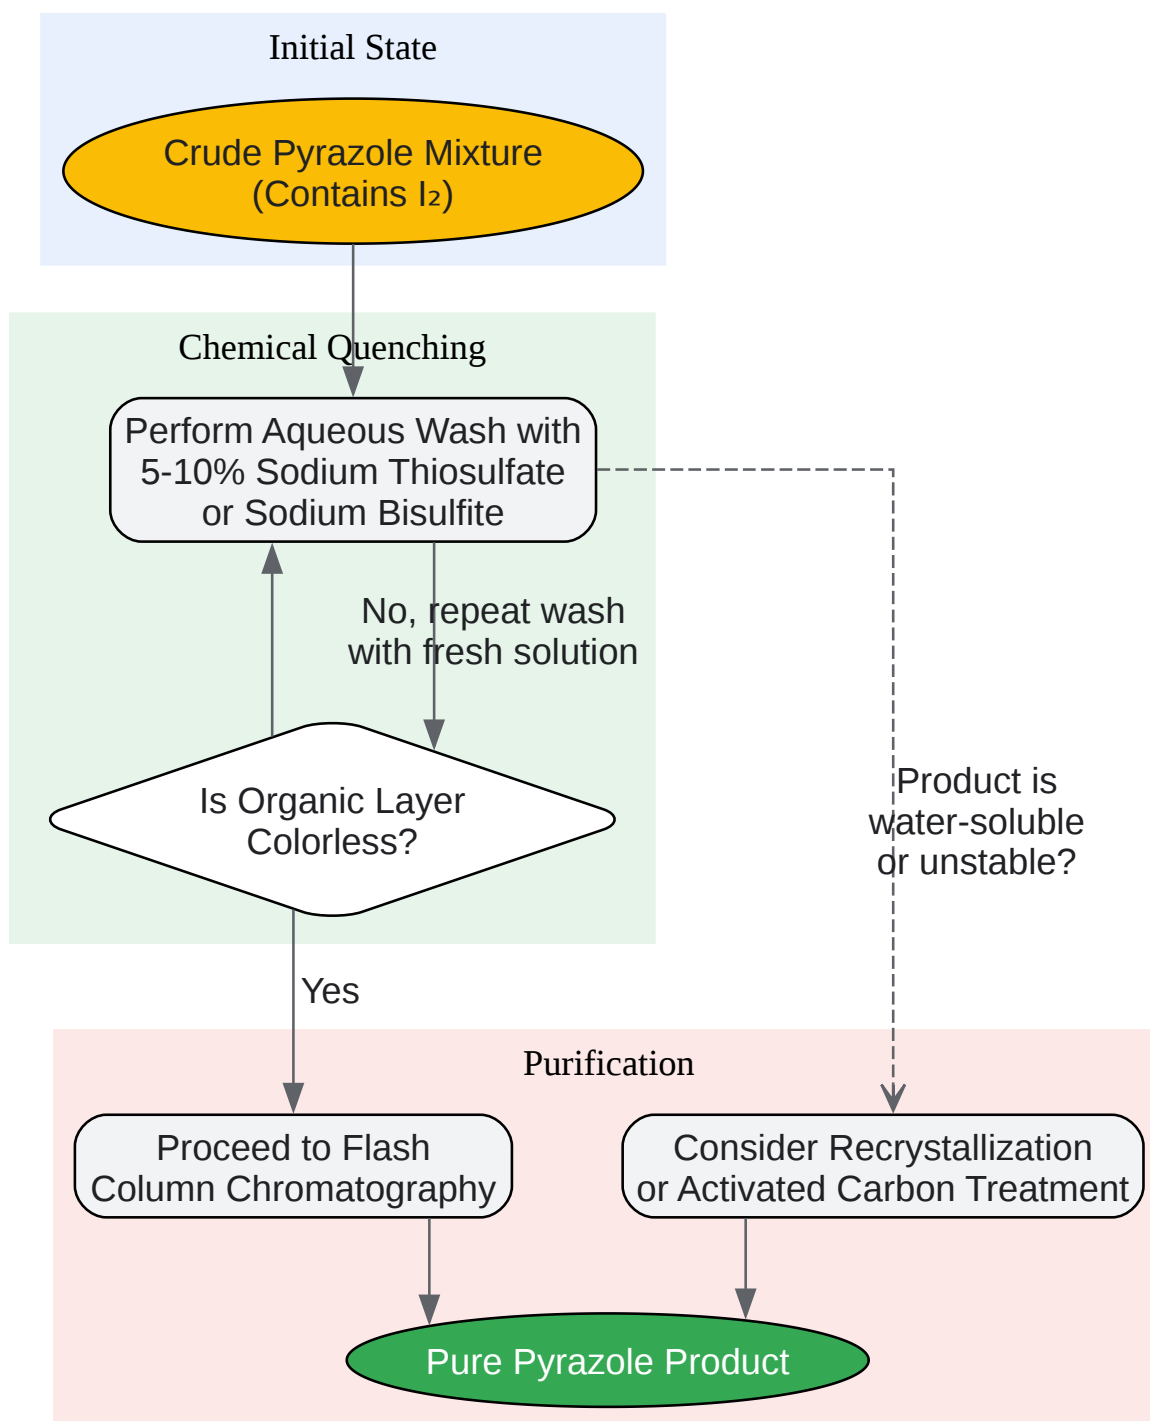 Initial State
Crude Pyrazole Mixture
(Contains I₂)
Chemical Quenching
Perform Aqueous Wash with
5-10% Sodium Thiosulfate
or Sodium Bisulfite
No, repeat wash
with fresh solution
Is Organic Layer
Colorless?
Product is
water-soluble
or unstable?
Yes
Purification
Proceed to Flash
Column Chromatography
Consider Recrystallization
or Activated Carbon Treatment
Pure Pyrazole Product